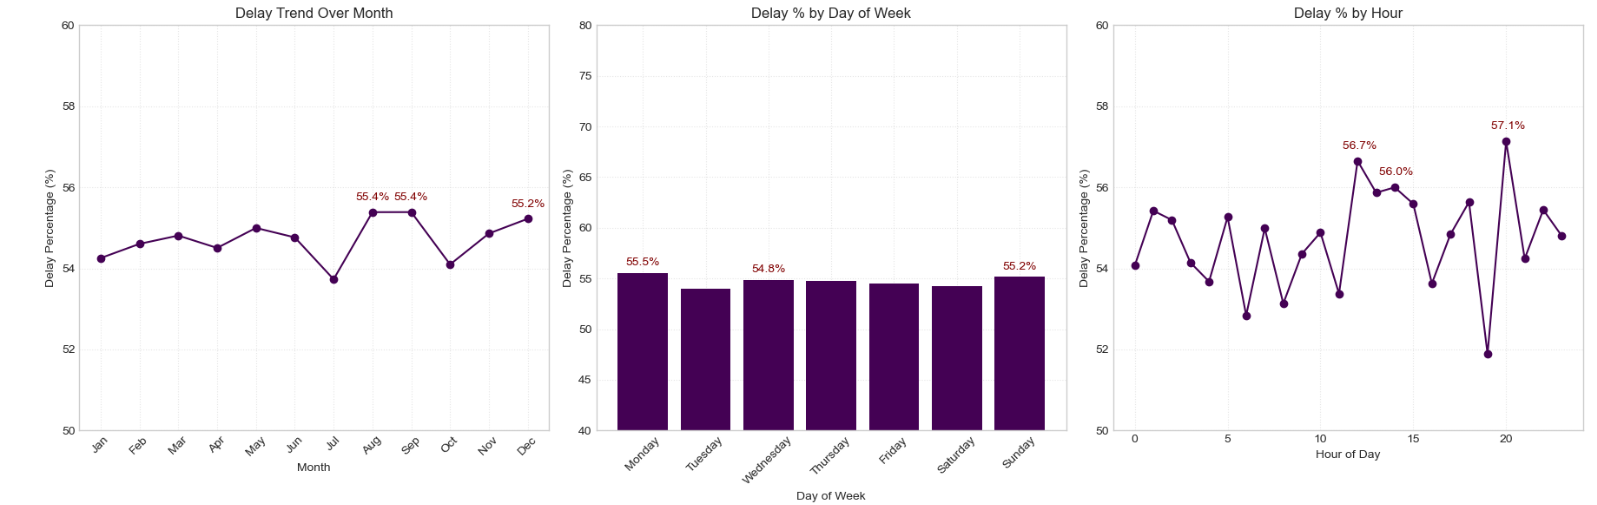 Delay Trend Over Month
60
58
56
54
52
50
Delay Percentage (%)
55.4% 55.4%
55.2%
Jan Feb Mar Apr May Jun Jul Aug Sep Oct Nov Dec
Month
Delay % by Day of Week
80
75
70
65
60
55
50
45
40
Delay Percentage (%)
55.5%
54.8%
55.2%
Monday Tuesday Wednesday Thursday Friday Saturday Sunday
Day of Week
Delay % by Hour
60
58
56
54
52
50
Delay Percentage (%)
56.7%
56.0%
57.1%
0 5 10 15 20
Hour of Day